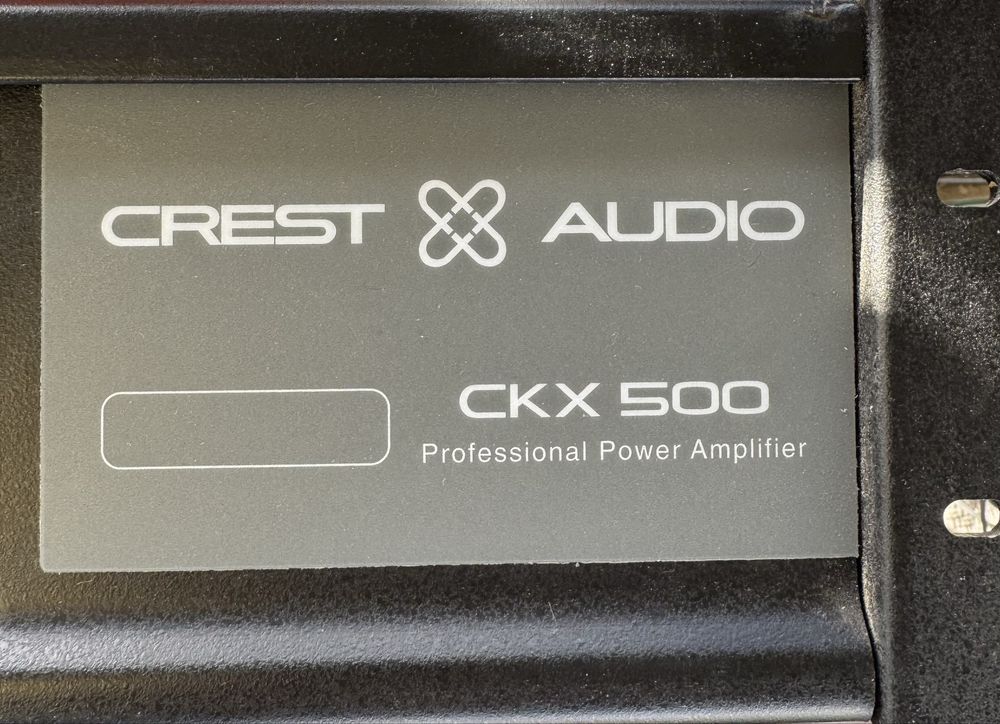 CREST AUDIO
CKX 500
Professional Power Amplifier